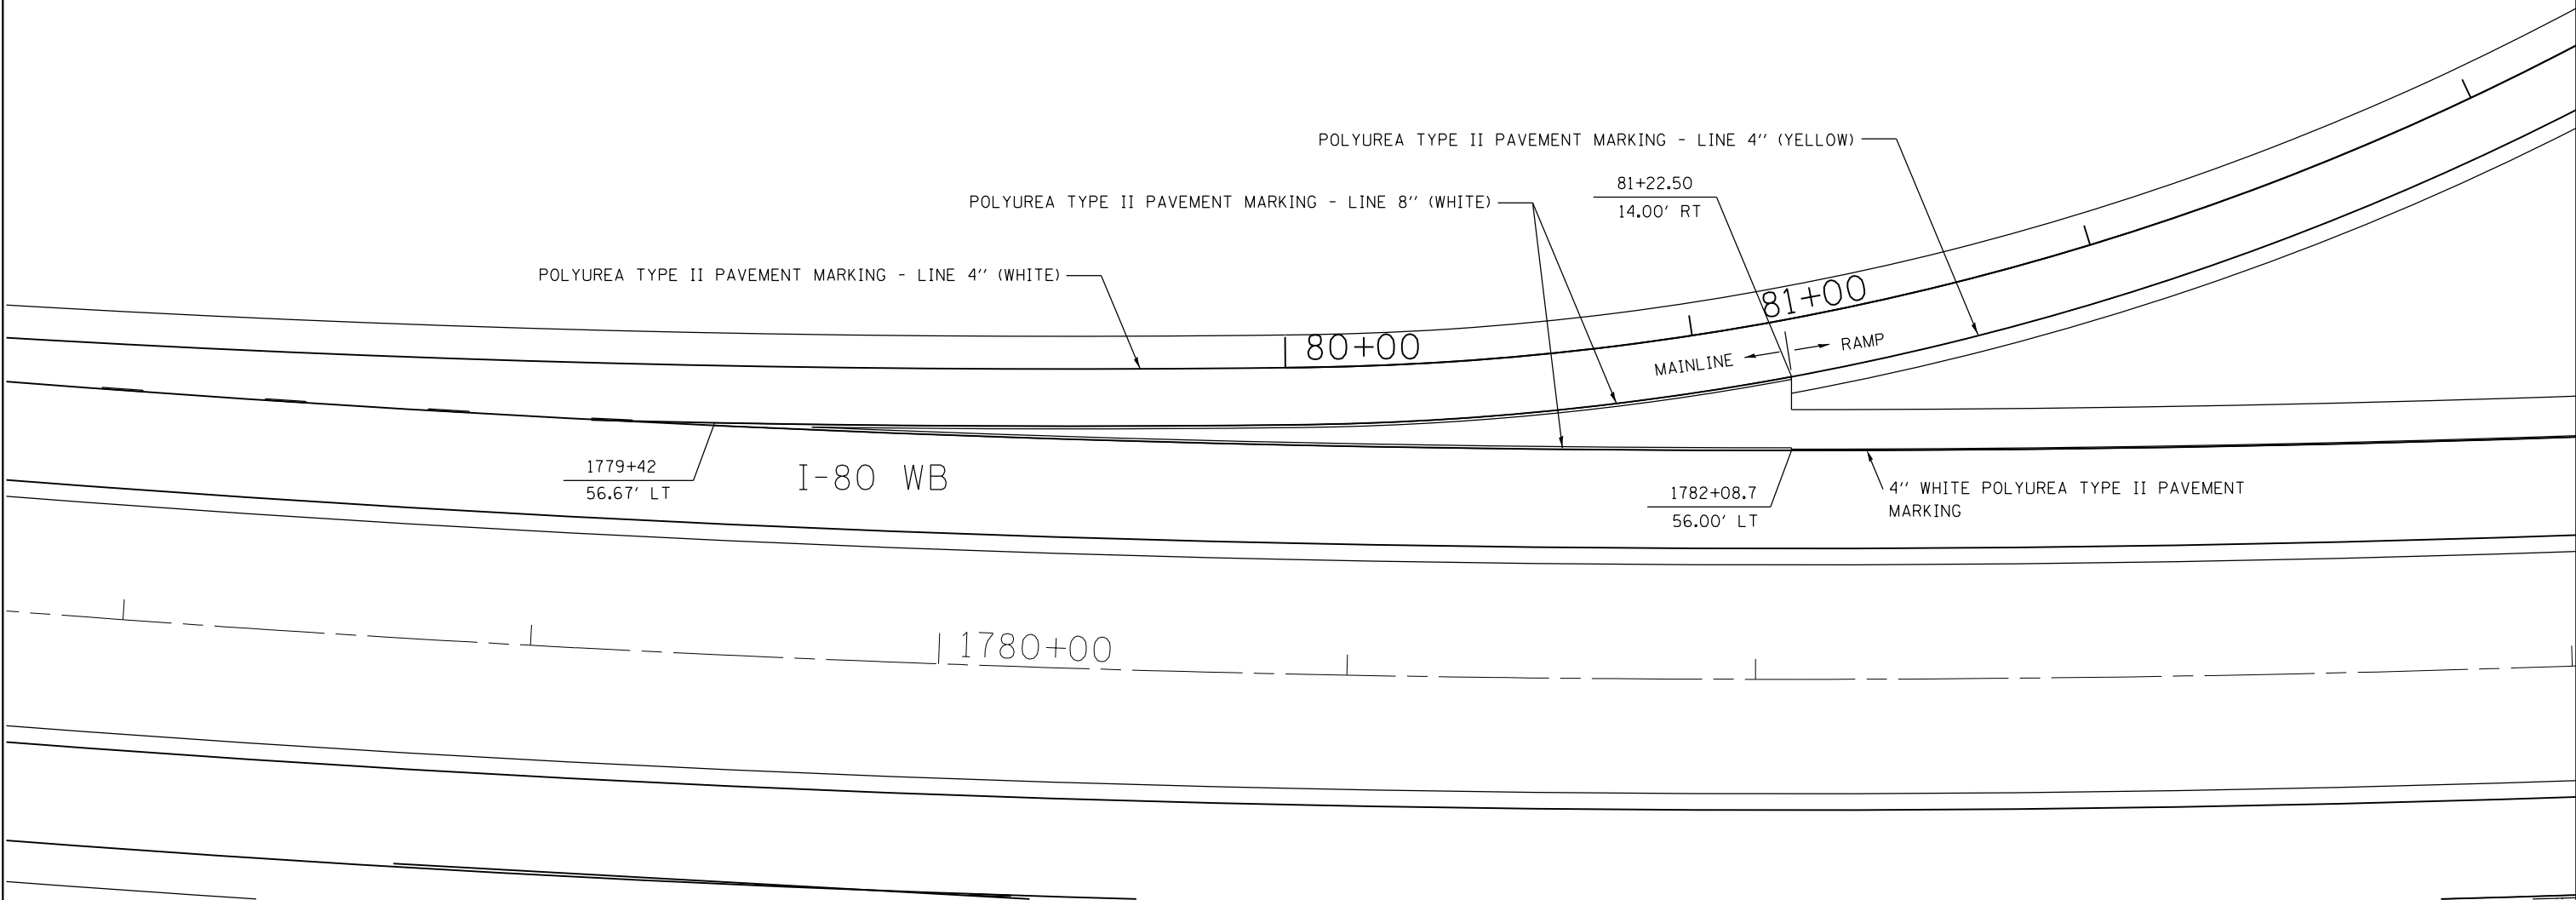 POLYUREA TYPE II PAVEMENT MARKING - LINE 4'' (YELLOW)
81+22.50
14.00' RT
POLYUREA TYPE II PAVEMENT MARKING - LINE 8'' (WHITE)
POLYUREA TYPE II PAVEMENT MARKING - LINE 4'' (WHITE)
81+00
80+00
MAINLINE
RAMP
1779+42
56.67' LT
I-80 WB
1782+08.7
56.00' LT
4'' WHITE POLYUREA TYPE II PAVEMENT
MARKING
1780+00